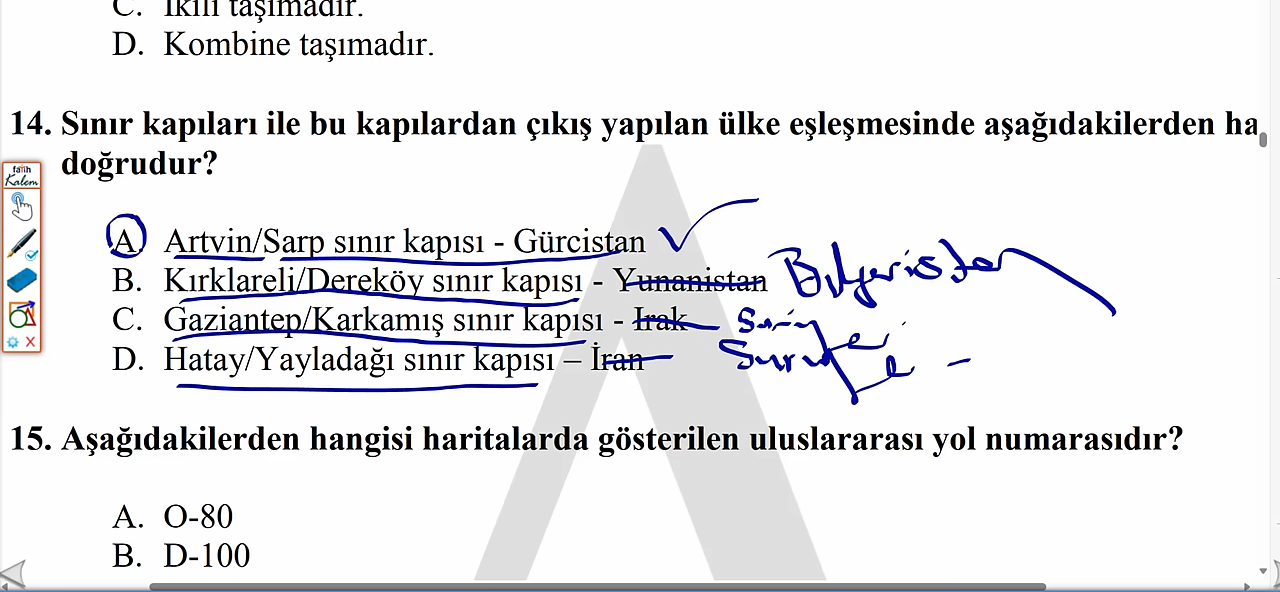 C. İkili taşımadır.
D. Kombine taşımadır.
14. Sınır kapıları ile bu kapılardan çıkış yapılan ülke eşleşmesinde aşağıdakilerden ha
doğrudur?
fatih
Kalem
A) Artvin/Sarp sınır kapısı - Gürcistan
B. Kırklareli/Dereköy sınır kapısı - Yunanistan
C. Gaziantep/Karkamış sınır kapısı - Irak
D. Hatay/Yayladağı sınır kapısı – İran
15. Aşağıdakilerden hangisi haritalarda gösterilen uluslararası yol numarasıdır?
A. O-80
B. D-100